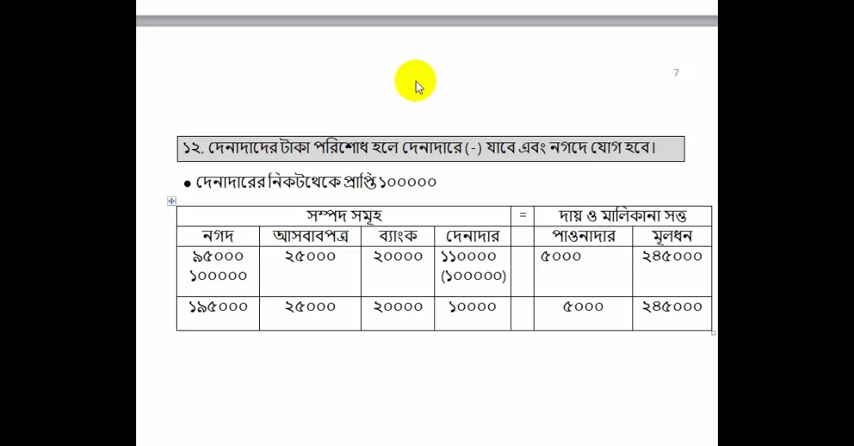 7
১২. দেনাদাদের টাকা পরিশোধ হলে দেনাদারে (-) যাবে এবং নগদে যোগ হবে।
● দেনাদারের নিকটথেকে প্রাপ্তি ১০০০০০
সম্পদ সমূহ = দায় ও মালিকানা সত্ত
নগদ আসবাবপত্র ব্যাংক দেনাদার পাওনাদার মূলধন
৯৫০০০ ২৫০০০ ২০০০০ ১১০০০০ ৫০০০ ২৪৫০০০
১০০০০০ (১০০০০০)
১৯৫০০০ ২৫০০০ ২০০০০ ১০০০০ ৫০০০ ২৪৫০০০